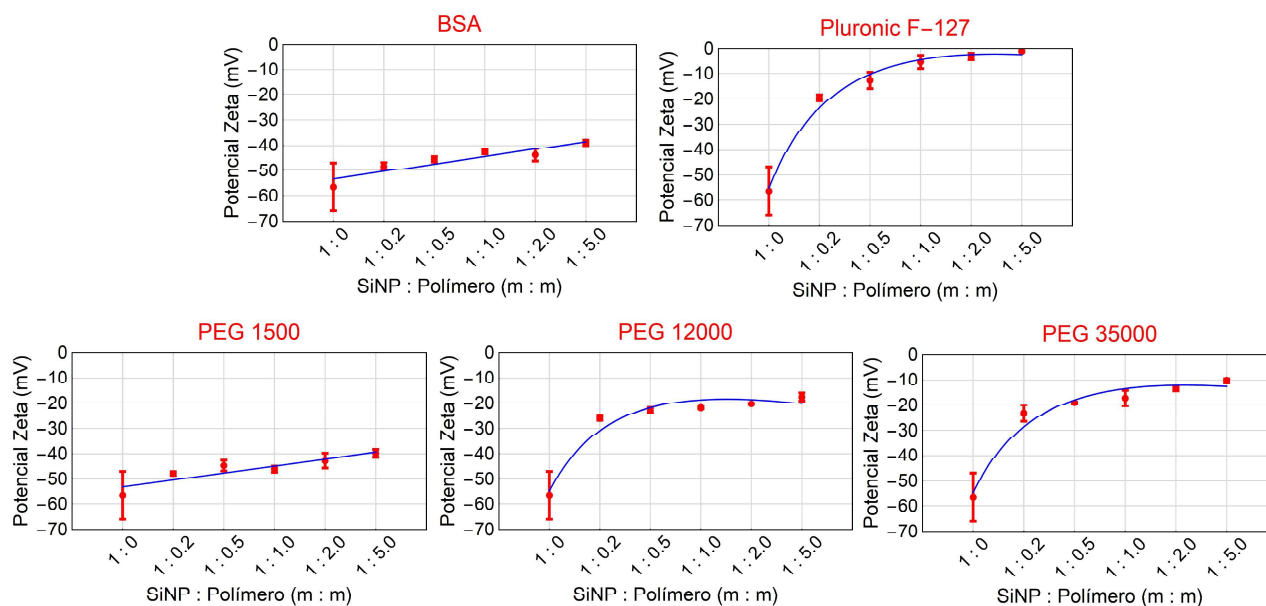 BSA
Potencial Zeta (mV)
0
−10
−20
−30
−40
−50
−60
−70
1 : 0
1 : 0.2
1 : 0.5
1 : 1.0
1 : 2.0
1 : 5.0
SiNP : Polímero (m : m)
Pluronic F−127
Potencial Zeta (mV)
0
−10
−20
−30
−40
−50
−60
−70
1 : 0
1 : 0.2
1 : 0.5
1 : 1.0
1 : 2.0
1 : 5.0
SiNP : Polímero (m : m)
PEG 1500
Potencial Zeta (mV)
0
−10
−20
−30
−40
−50
−60
−70
1 : 0
1 : 0.2
1 : 0.5
1 : 1.0
1 : 2.0
1 : 5.0
SiNP : Polímero (m : m)
PEG 12000
Potencial Zeta (mV)
0
−10
−20
−30
−40
−50
−60
−70
1 : 0
1 : 0.2
1 : 0.5
1 : 1.0
1 : 2.0
1 : 5.0
SiNP : Polímero (m : m)
PEG 35000
Potencial Zeta (mV)
0
−10
−20
−30
−40
−50
−60
−70
1 : 0
1 : 0.2
1 : 0.5
1 : 1.0
1 : 2.0
1 : 5.0
SiNP : Polímero (m : m)